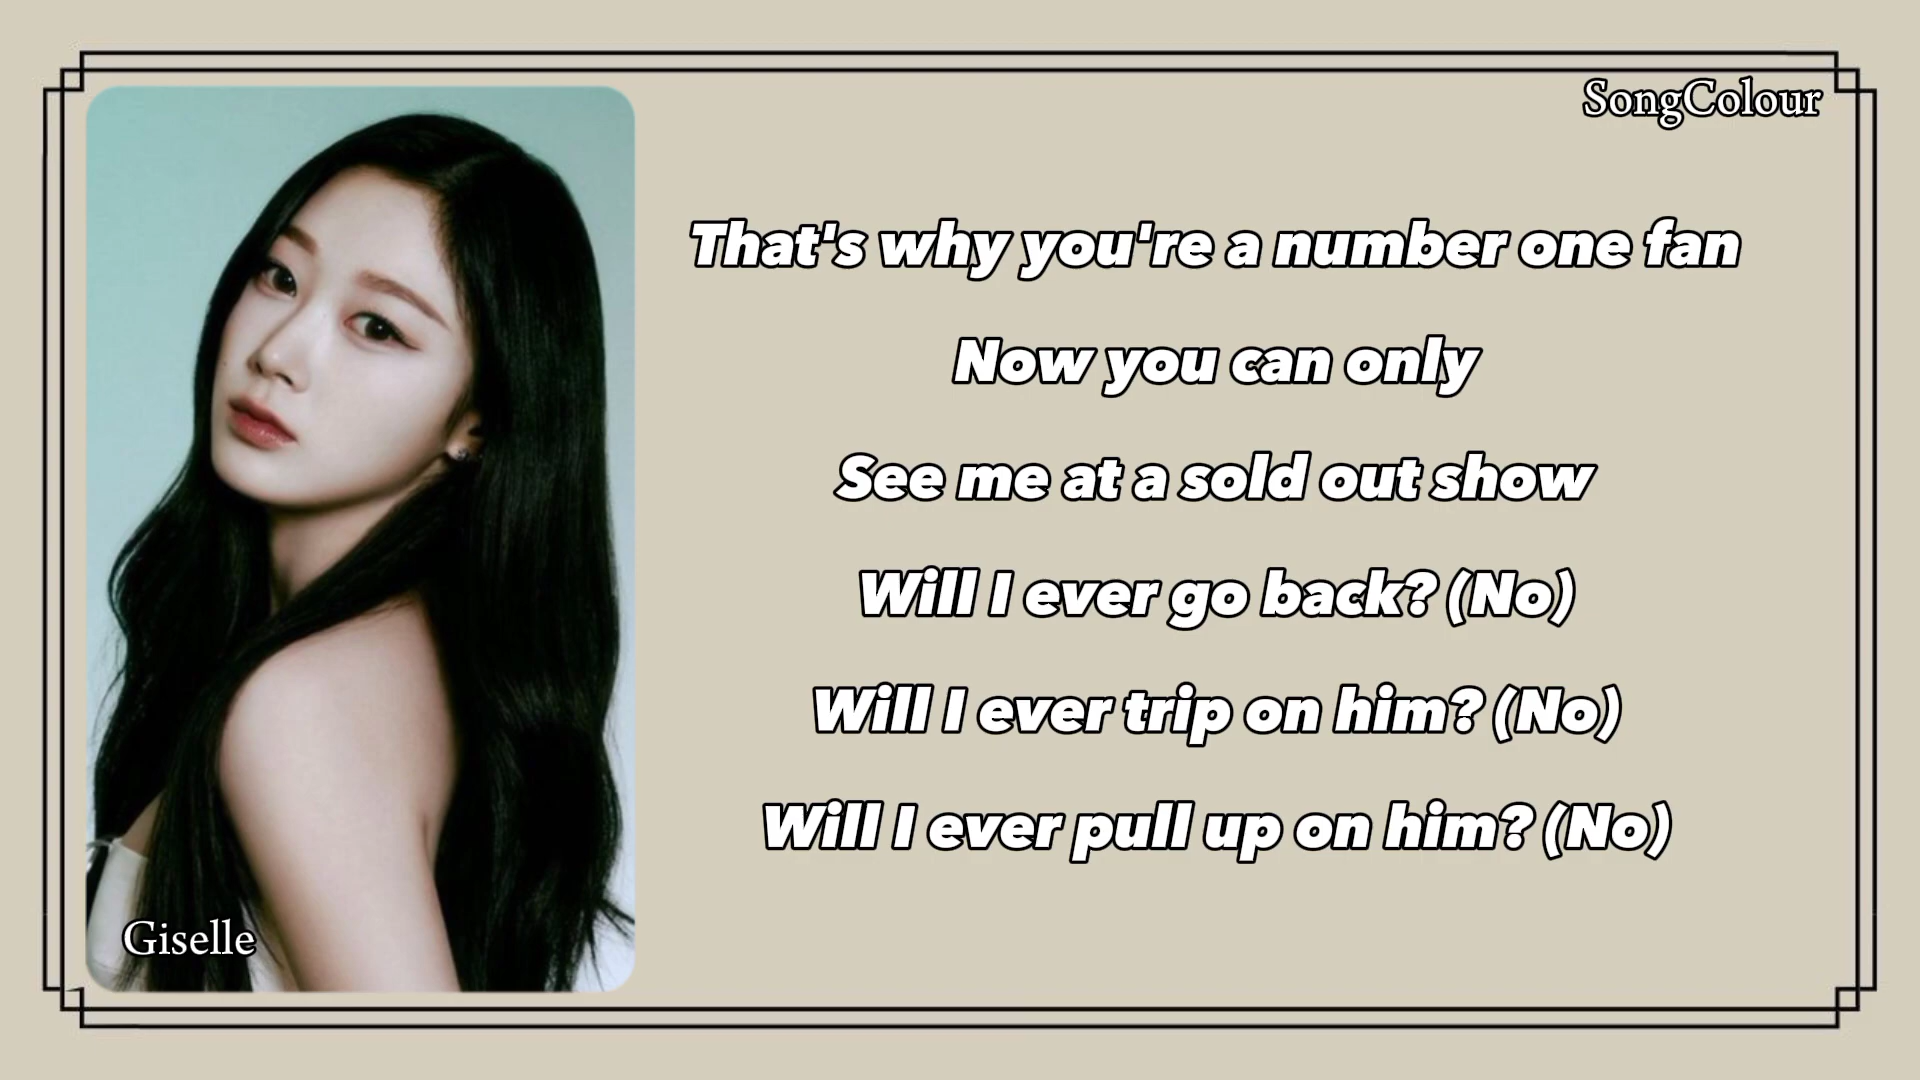 SongColour
That's why you're a number one fan
Now you can only
See me at a sold out show
Will I ever go back? (No)
Will I ever trip on him? (No)
Will I ever pull up on him? (No)
Giselle